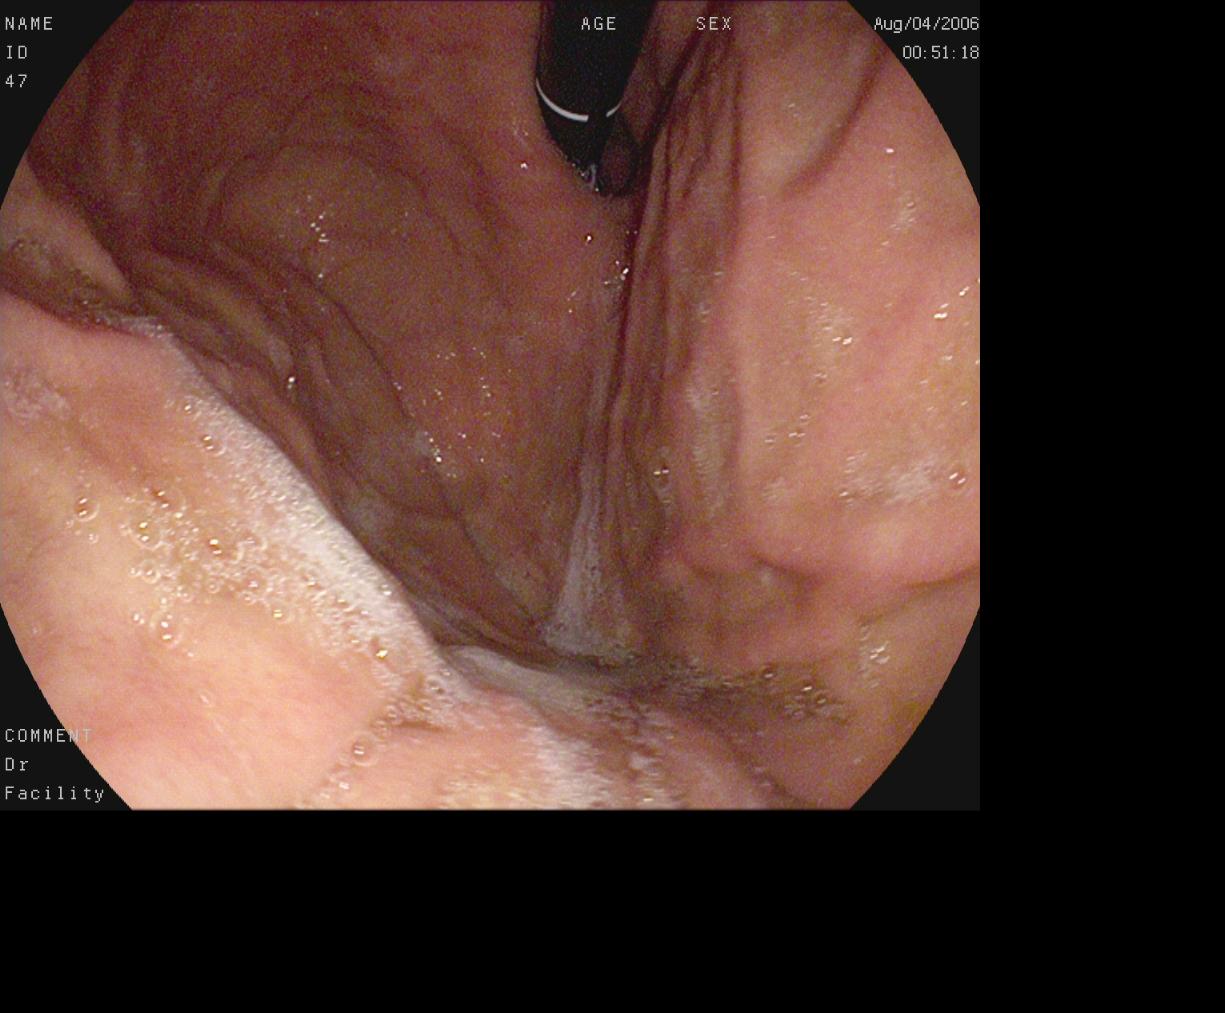 NAME AGE SEX Aug/04/2006
ID 00:51:18
47
COMMENT
Dr
Facility